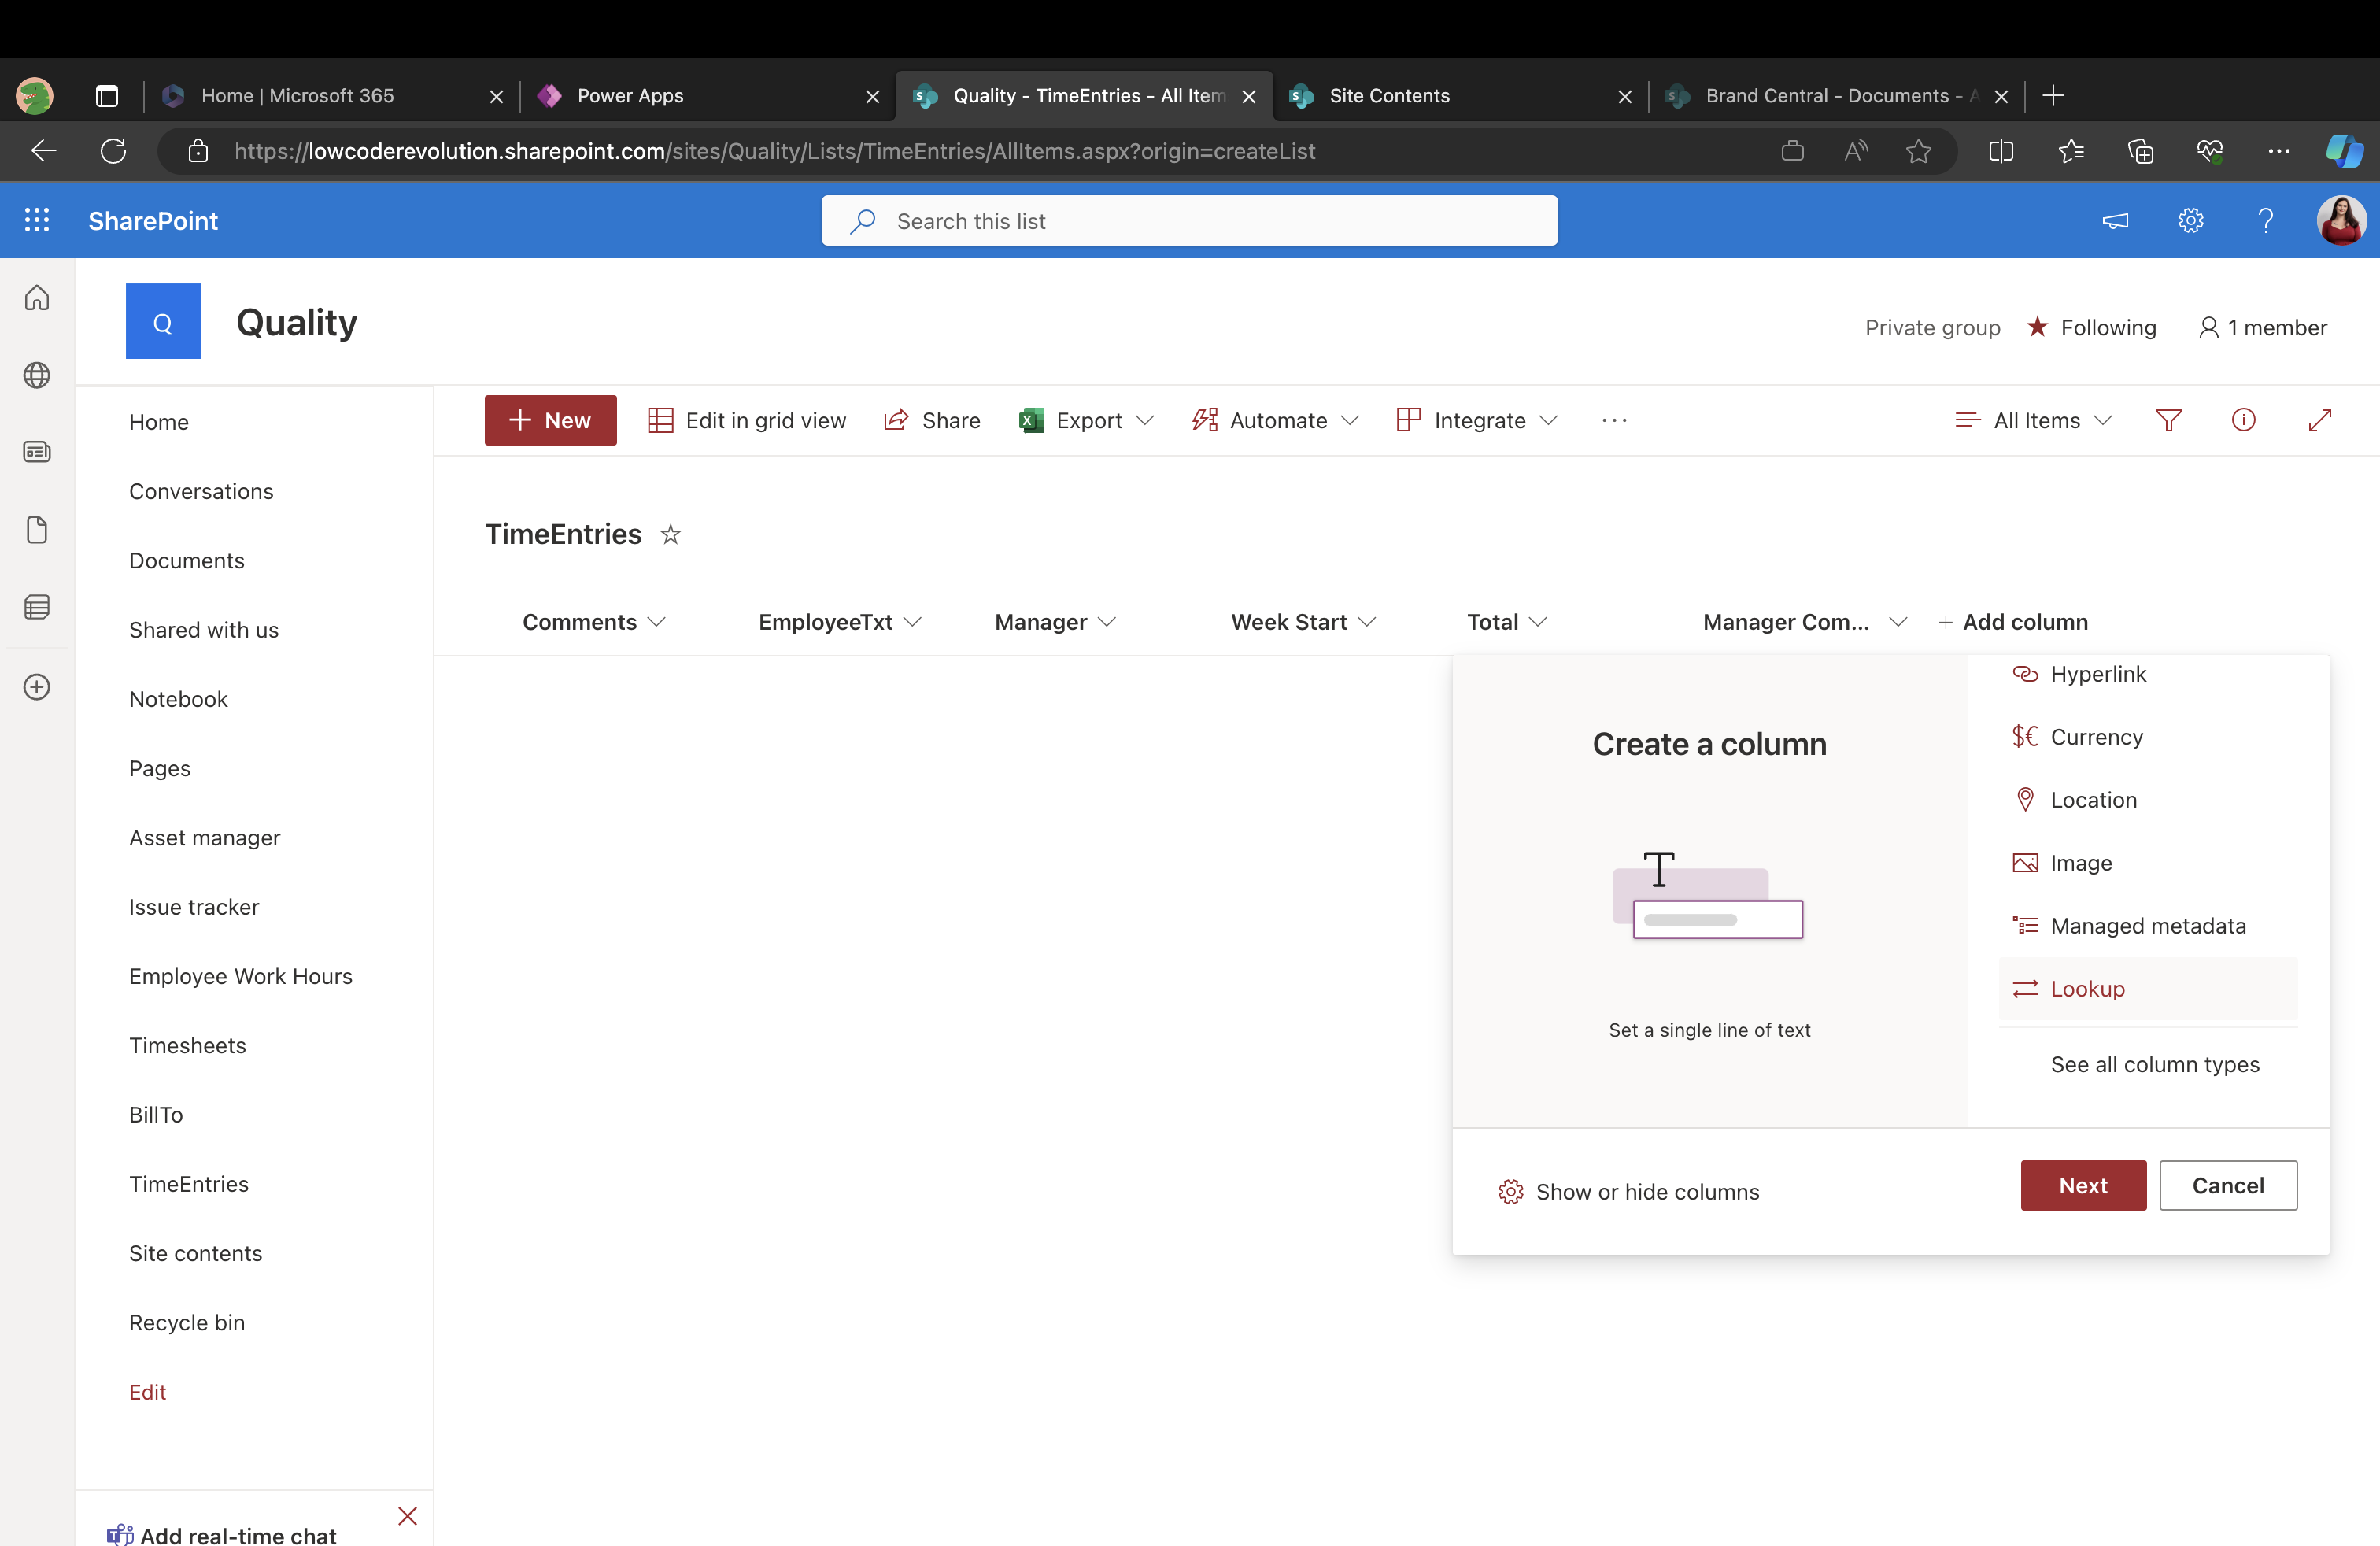 Home | Microsoft 365
Power Apps
Quality - TimeEntries - All Item
Site Contents
Brand Central - Documents - A
https://lowcoderevolution.sharepoint.com/sites/Quality/Lists/TimeEntries/AllItems.aspx?origin=createList
SharePoint
Search this list
Q
Quality
Private group
Following
1 member
Home
Conversations
Documents
Shared with us
Notebook
Pages
Asset manager
Issue tracker
Employee Work Hours
Timesheets
BillTo
TimeEntries
Site contents
Recycle bin
Edit
Add real-time chat
New
Edit in grid view
Share
Export
Automate
Integrate
All Items
TimeEntries
Comments
EmployeeTxt
Manager
Week Start
Total
Manager Com...
Add column
Create a column
Set a single line of text
Hyperlink
Currency
Location
Image
Managed metadata
Lookup
See all column types
Show or hide columns
Next
Cancel